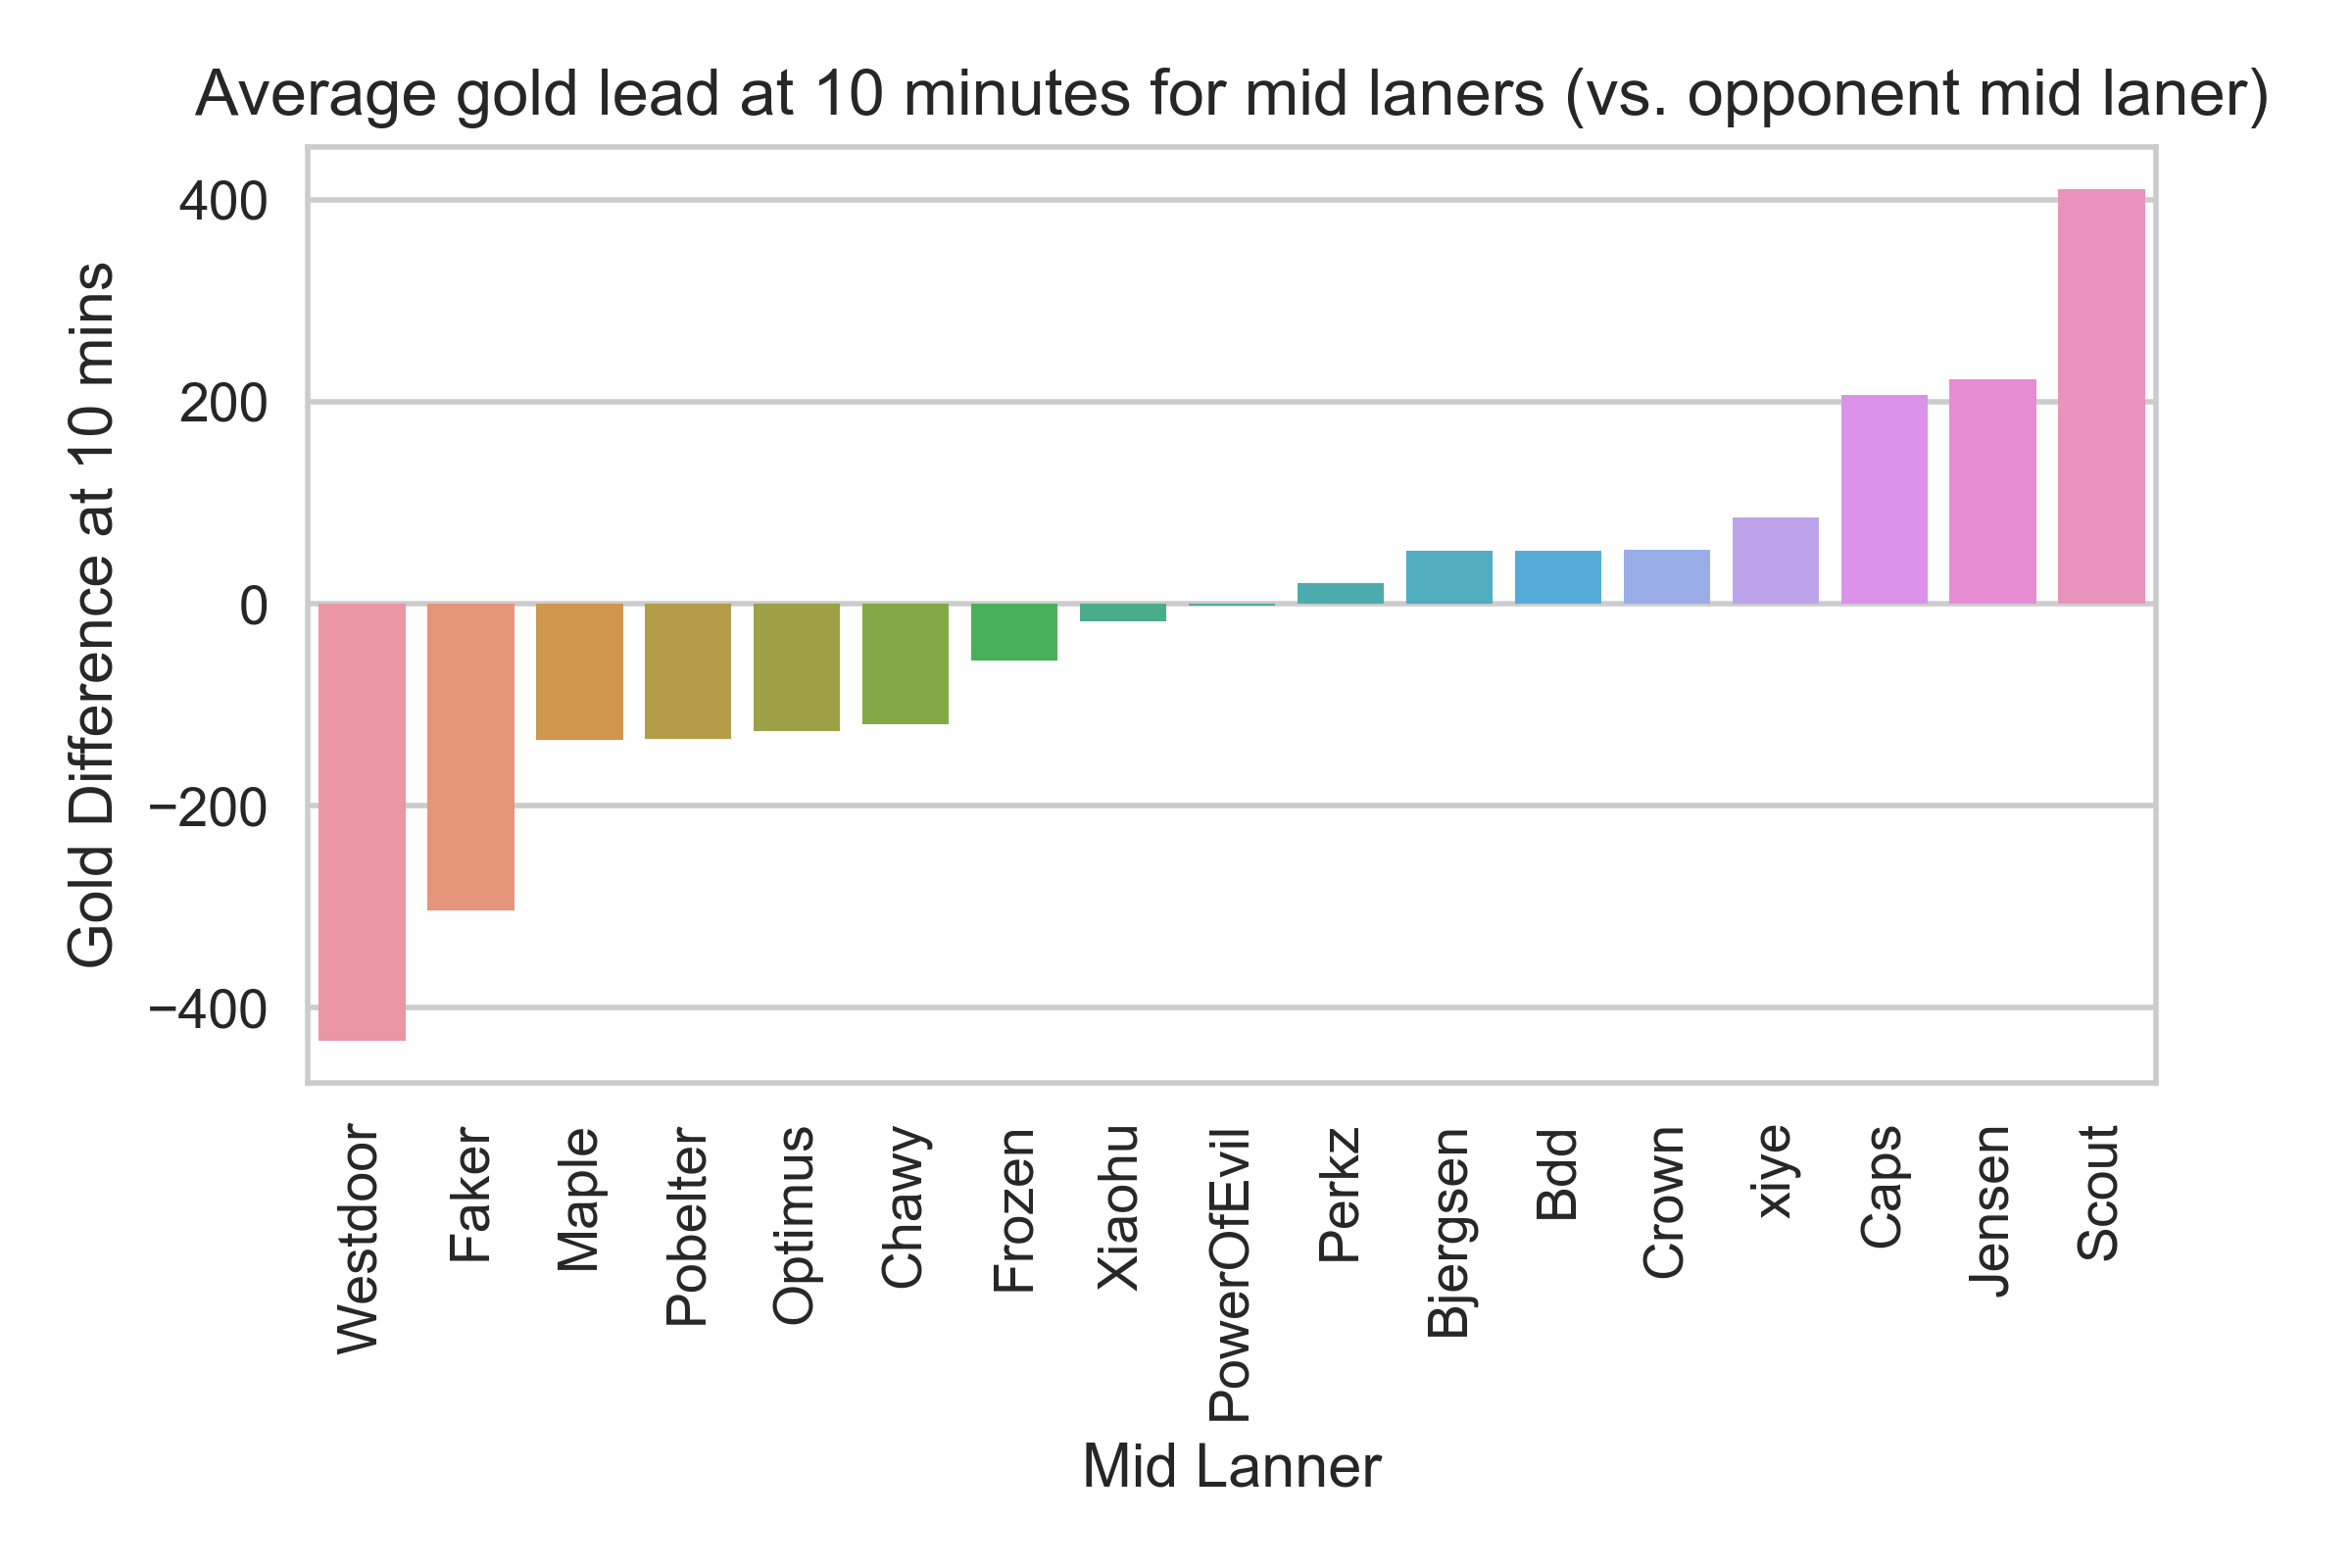 Average gold lead at 10 minutes for mid laners (vs. opponent mid laner)
Gold Difference at 10 mins
400
200
0
−200
−400
Westdoor
Faker
Maple
Pobelter
Optimus
Chawy
Frozen
Xiaohu
PowerOfEvil
Perkz
Bjergsen
Bdd
Crown
xiye
Caps
Jensen
Scout
Mid Lanner